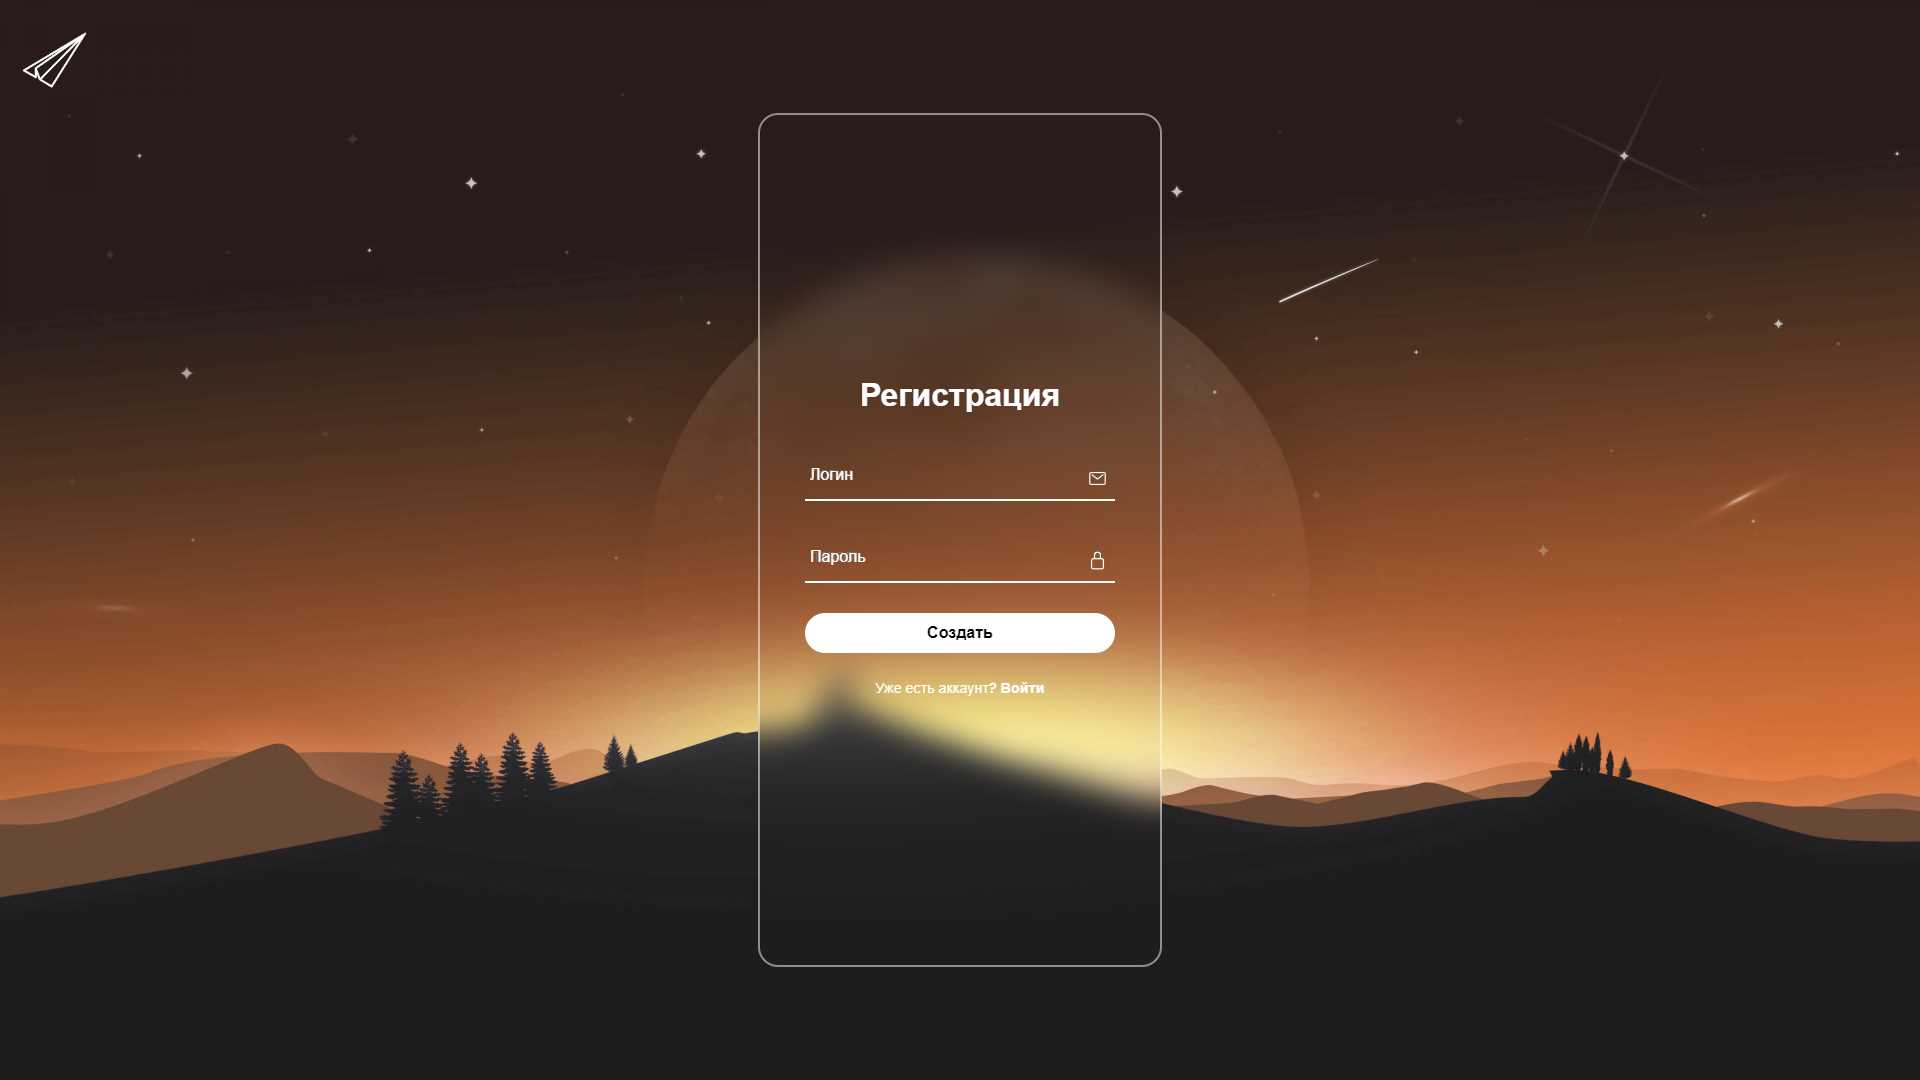 Регистрация
Логин
Пароль
Создать
Уже есть аккаунт? Войти